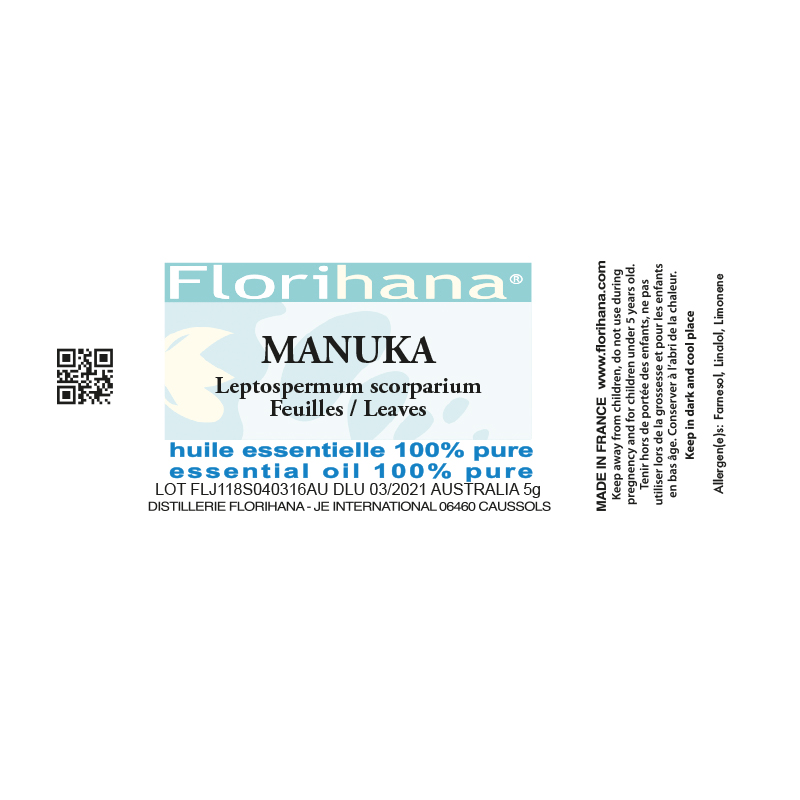 Florihana®
MANUKA
Leptospermum scorparium
Feuilles / Leaves
huile essentielle 100% pure
essential oil 100% pure
LOT FLJ118S040316AU DLU 03/2021 AUSTRALIA 5g
DISTILLERIE FLORIHANA - JE INTERNATIONAL 06460 CAUSSOLS
MADE IN FRANCE www.florihana.com
Keep away from children, do not use during
pregnency and for children under 5 years old.
Tenir hors de portée des enfants, ne pas
utiliser lors de la grossesse et pour les enfants
en bas âge. Conserver à l'abri de la chaleur.
Keep in dark and cool place
Allergen(e)s: Farnesol, Linalol, Limonene